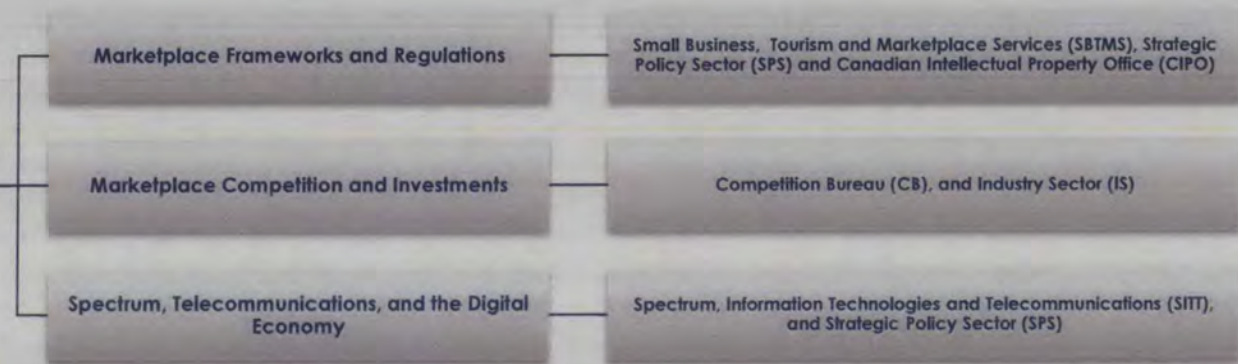 Marketplace Frameworks and Regulations
Small Business, Tourism and Marketplace Services (SBTMS), Strategic
Policy Sector (SPS) and Canadian Intellectual Property Office (CIPO)
Marketplace Competition and Investments
Competition Bureau (CB), and Industry Sector (IS)
Spectrum, Telecommunications, and the Digital
Economy
Spectrum, Information Technologies and Telecommunications (SITT),
and Strategic Policy Sector (SPS)